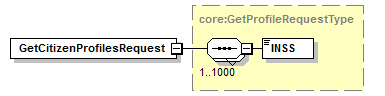 core:GetProfileRequestType
GetCitizenProfilesRequest
INSS
1..1000